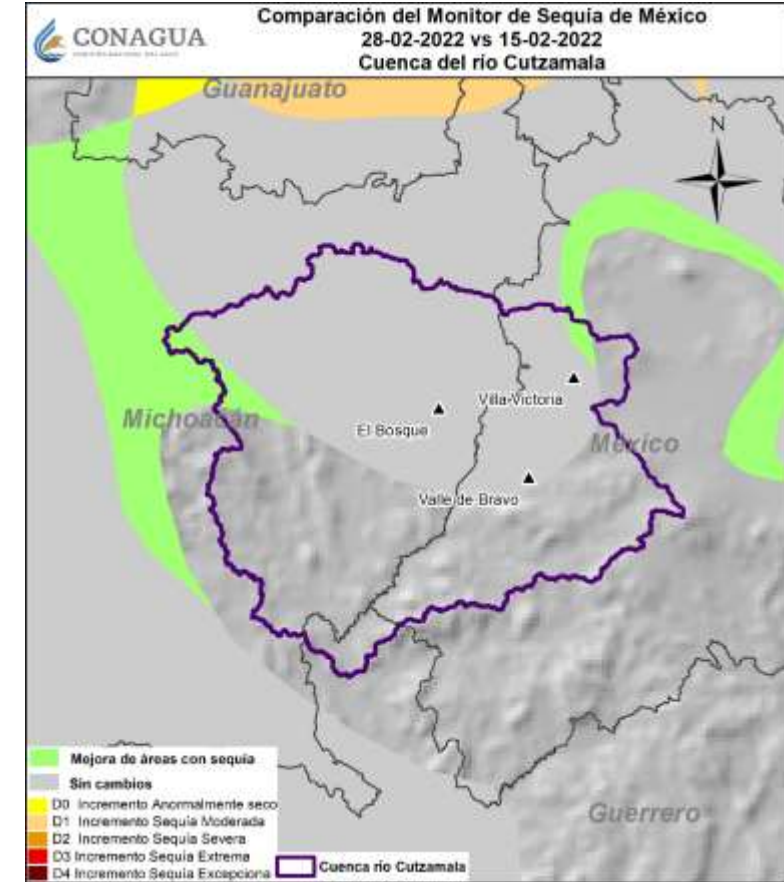 CONAGUA
Comparación del Monitor de Sequía de México
28-02-2022 vs 15-02-2022
Cuenca del río Cutzamala
Guanajuato
N
Michoacán
El Bosque
Villa Victoria
México
Valle de Bravo
Guerrero
Mejora de áreas con sequía
Sin cambios
D0 Incremento Anormalmente seco
D1 Incremento Sequía Moderada
D2 Incremento Sequía Severa
D3 Incremento Sequía Extrema
D4 Incremento Sequía Excepciona
Cuenca río Cutzamala